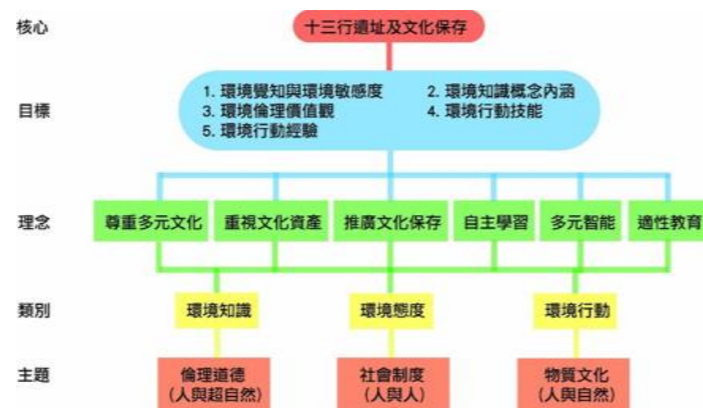 核心
十三行遺址及文化保存
目標
1. 環境覺知與環境敏感度 2. 環境知識概念內涵
3. 環境倫理價值觀 4. 環境行動技能
5. 環境行動經驗
理念
尊重多元文化 重視文化資產 推廣文化保存 自主學習 多元智能 適性教育
類別
環境知識 環境態度 環境行動
主題
倫理道德 社會制度 物質文化
(人與超自然) (人與人) (人與自然)